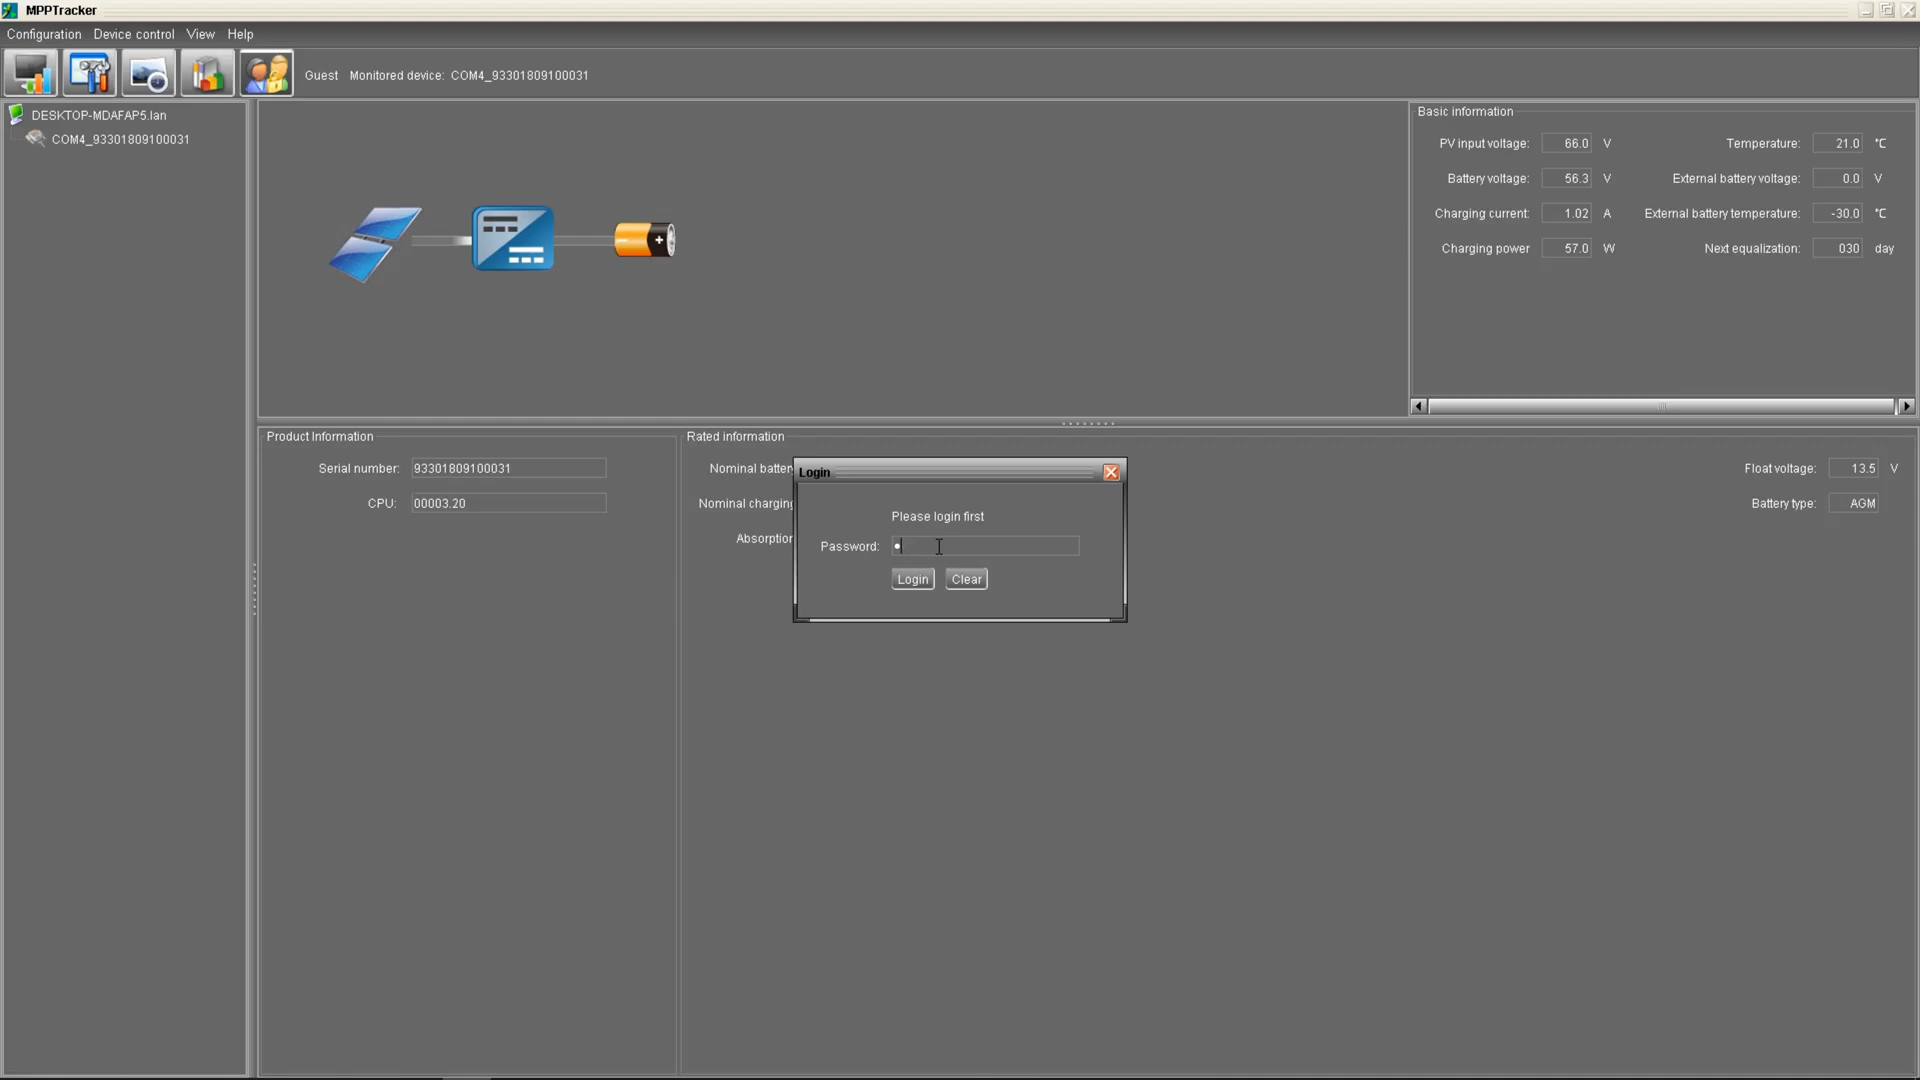 MPPTracker
Configuration Device control View Help
Guest Monitored device: COM4_93301809100031
DESKTOP-MDAFAP5.lan
COM4_93301809100031
Basic information
PV input voltage: 66.0 V Temperature: 21.0 °C
Battery voltage: 56.3 V External battery voltage: 0.0 V
Charging current: 1.02 A External battery temperature: -30.0 °C
Charging power 57.0 W Next equalization: 030 day
Product Information
Serial number: 93301809100031
CPU: 00003.20
Rated information
Nominal batter
Nominal charging
Absorption
Float voltage: 13.5 V
Battery type: AGM
Login
Please login first
Password:
Login Clear